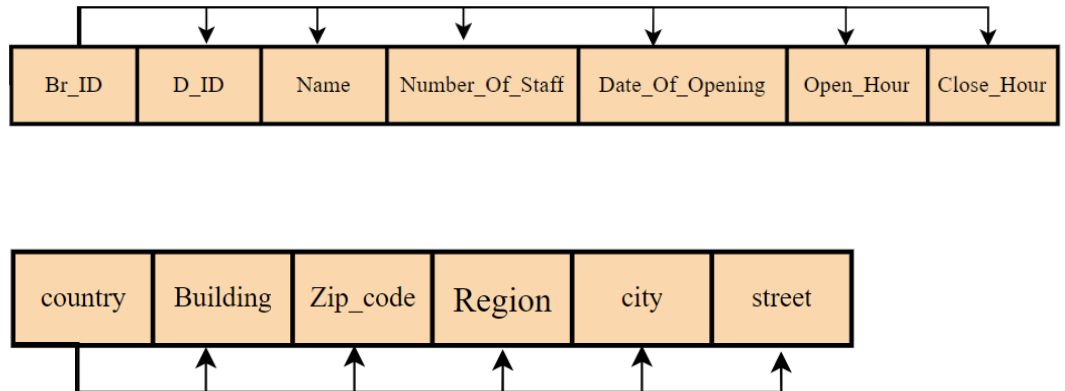 Br_ID D_ID Name Number_Of_Staff Date_Of_Opening Open_Hour Close_Hour
country Building Zip_code Region city street